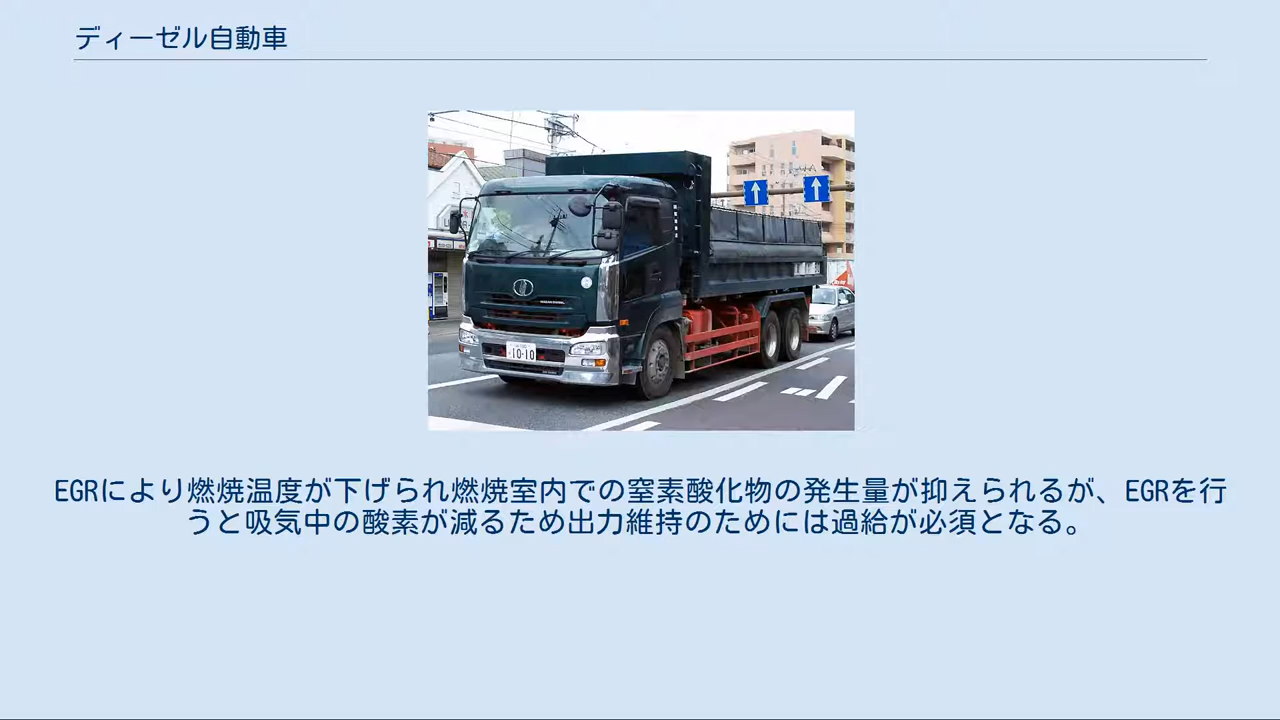 ディーゼル自動車
10-10
EGRにより燃焼温度が下げられ燃焼室内での窒素酸化物の発生量が抑えられるが、EGRを行
うと吸気中の酸素が減るため出力維持のためには過給が必須となる。